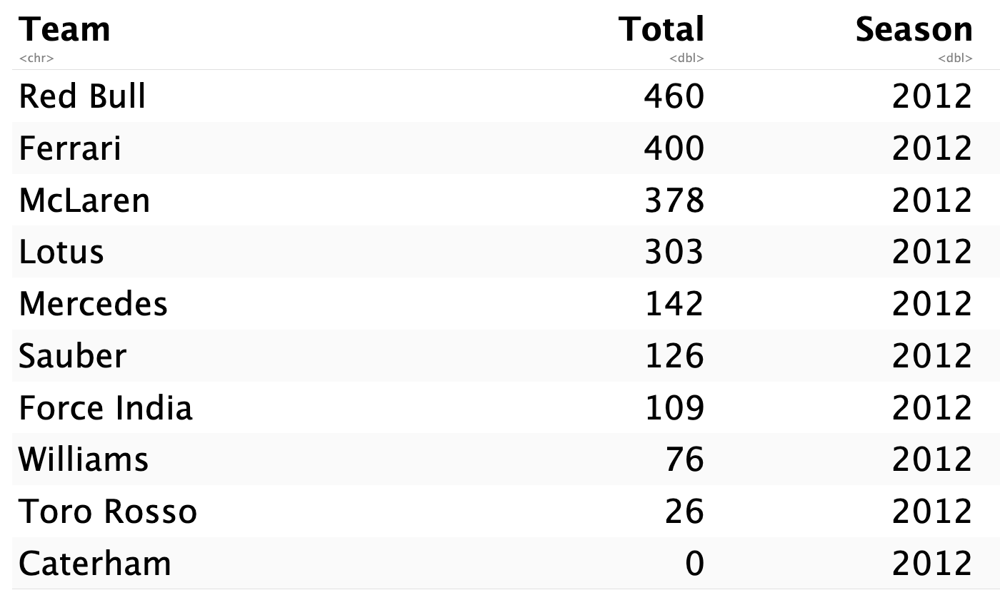 Team Total Season
<chr> <dbl> <dbl>
Red Bull 460 2012
Ferrari 400 2012
McLaren 378 2012
Lotus 303 2012
Mercedes 142 2012
Sauber 126 2012
Force India 109 2012
Williams 76 2012
Toro Rosso 26 2012
Caterham 0 2012